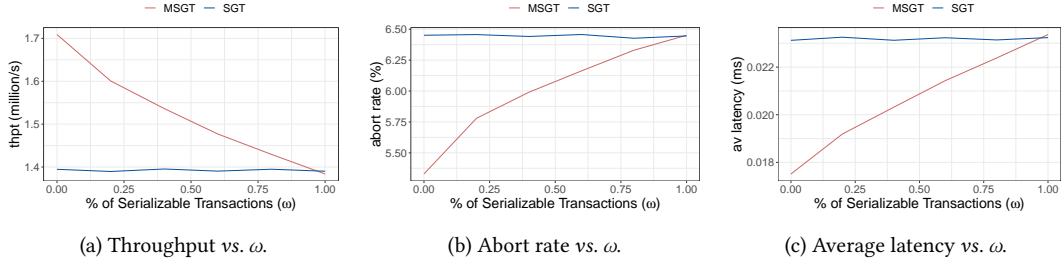 MSGT SGT
thpt (million/s)
1.7
1.6
1.5
1.4
0.00 0.25 0.50 0.75 1.00
% of Serializable Transactions (ω)
(a) Throughput vs. ω.
MSGT SGT
abort rate (%)
6.50
6.25
6.00
5.75
5.50
0.00 0.25 0.50 0.75 1.00
% of Serializable Transactions (ω)
(b) Abort rate vs. ω.
MSGT SGT
av latency (ms)
0.022
0.020
0.018
0.00 0.25 0.50 0.75 1.00
% of Serializable Transactions (ω)
(c) Average latency vs. ω.